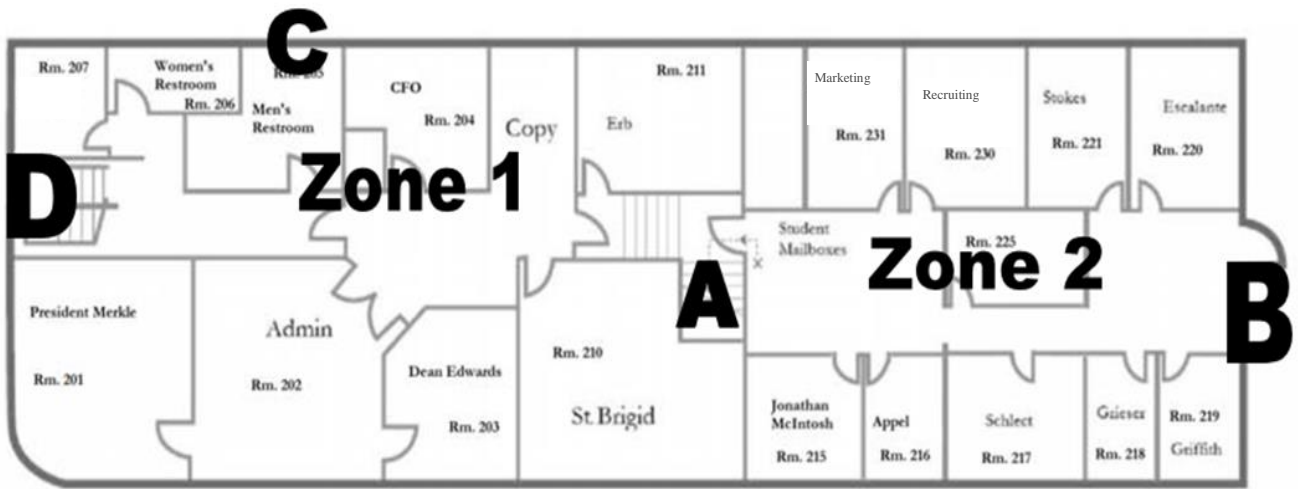 C
Rm. 207
Women's
Restroom
Rm. 206
Men's
Restroom
CFO
Rm. 204
Copy
Erb
Rm. 211
Marketing
Rm. 231
Recruiting
Rm. 230
Stokes
Rm. 221
Escalante
Rm. 220
D
Zone 1
Student
Mailboxes
Zone 2
Rm. 225
X
A
B
President Merkle
Rm. 201
Admin
Rm. 202
Dean Edwards
Rm. 203
Rm. 210
St. Brigid
Jonathan
McIntosh
Rm. 215
Appel
Rm. 216
Schlect
Rm. 217
Grieser
Rm. 218
Rm. 219
Griffith